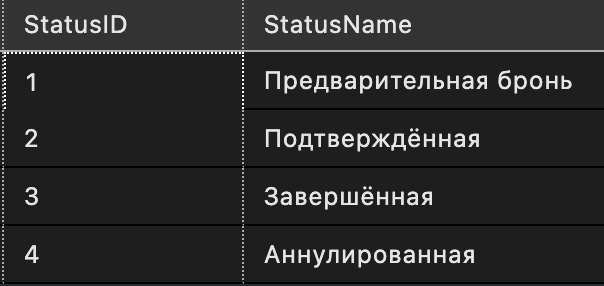 StatusID StatusName
1 Предварительная бронь
2 Подтверждённая
3 Завершённая
4 Аннулированная